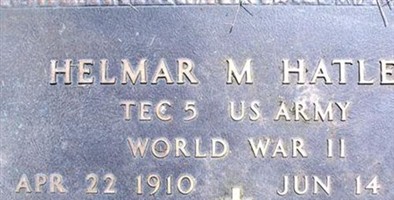 HELMAR M HATLE
TEC 5 US ARMY
WORLD WAR II
APR 22 1910 JUN 14